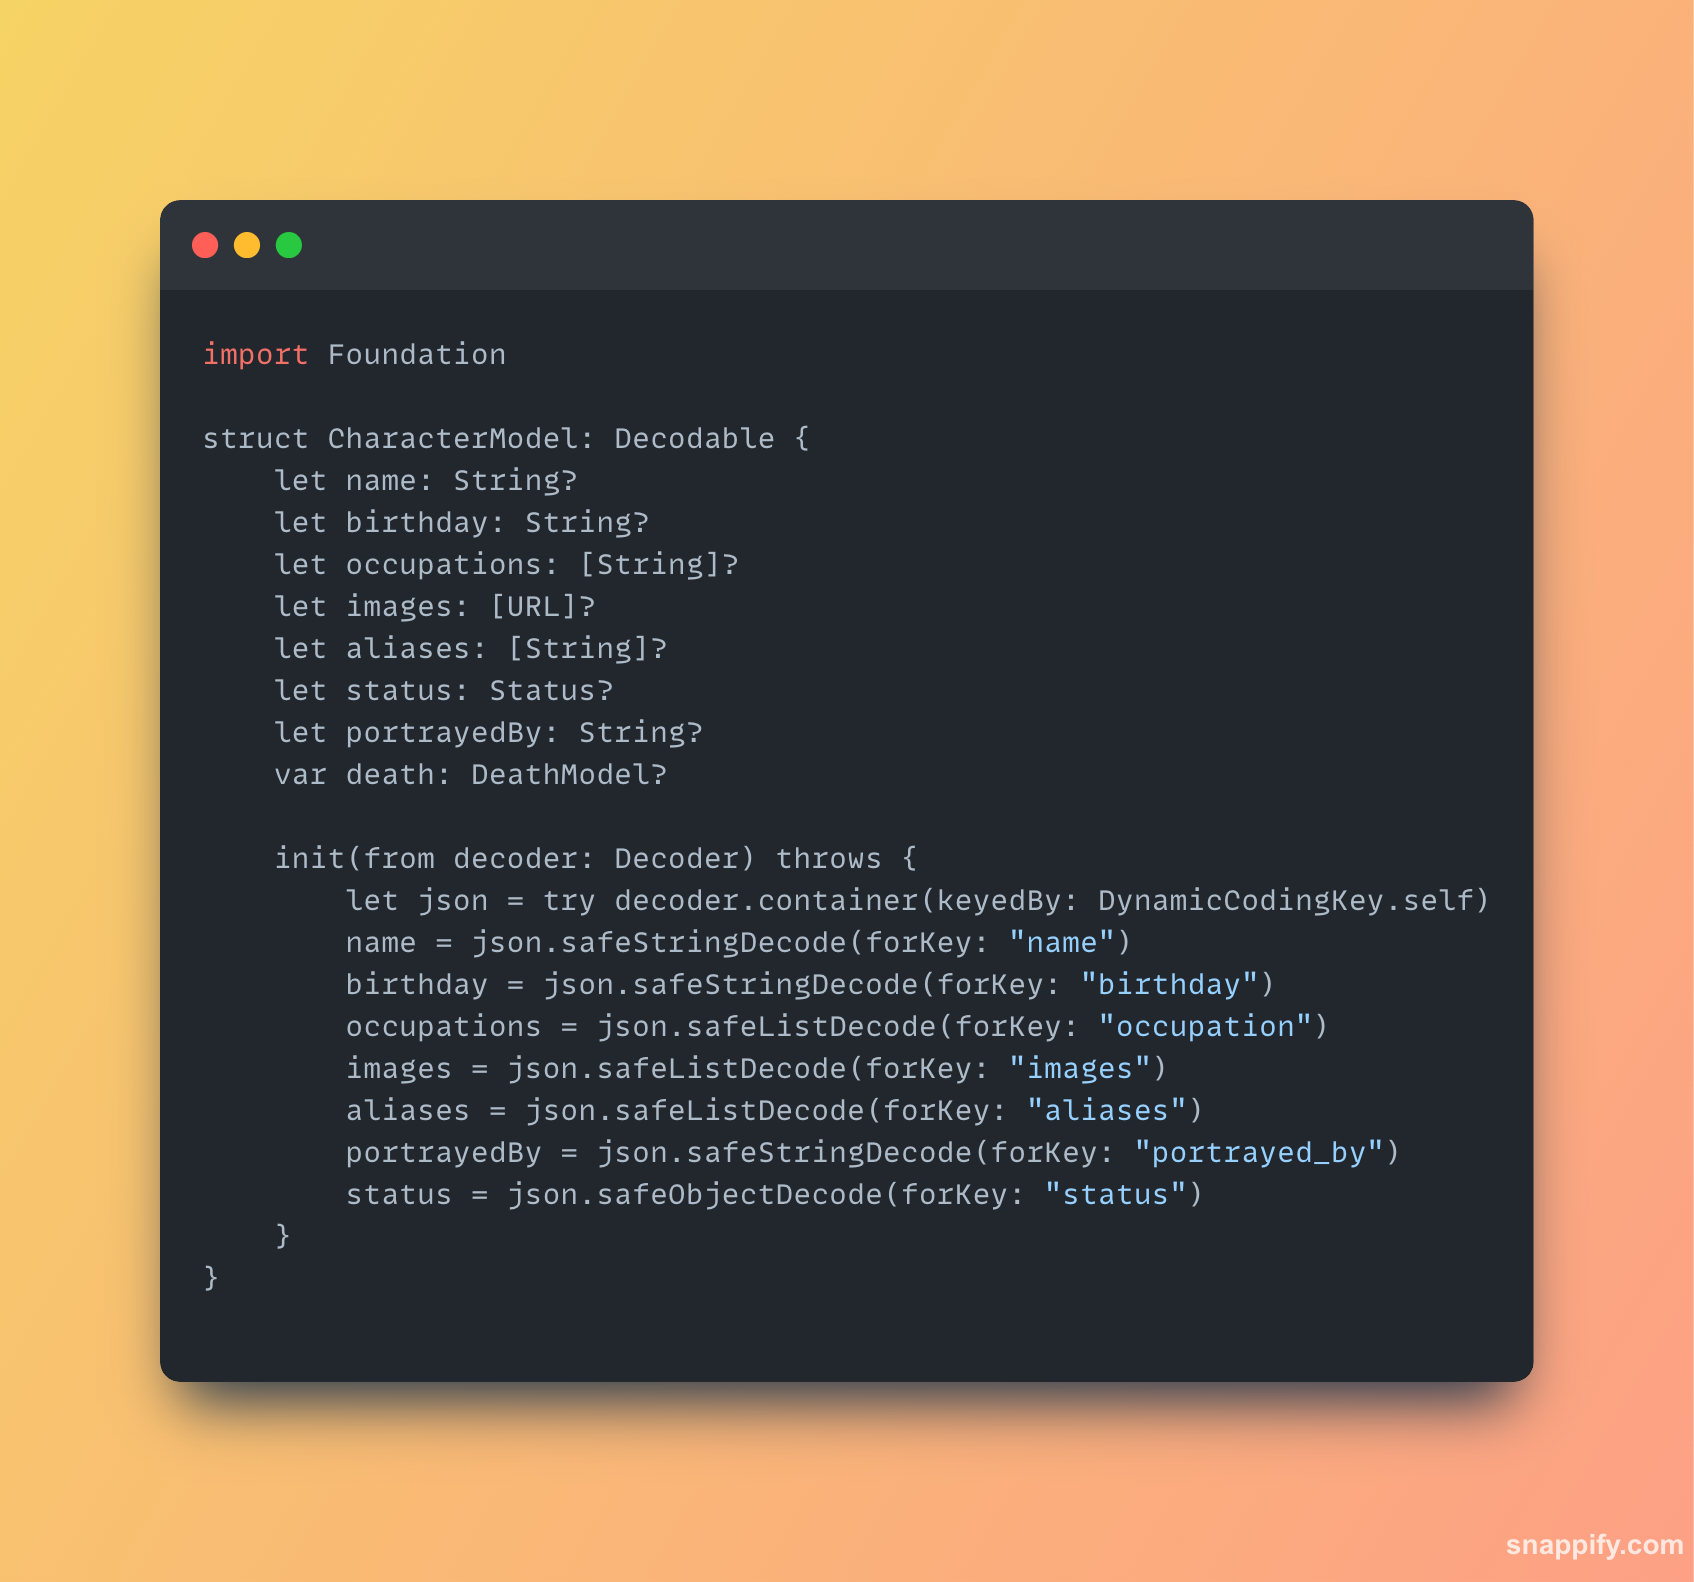 import Foundation

struct CharacterModel: Decodable {
    let name: String?
    let birthday: String?
    let occupations: [String]?
    let images: [URL]?
    let aliases: [String]?
    let status: Status?
    let portrayedBy: String?
    var death: DeathModel?

    init(from decoder: Decoder) throws {
        let json = try decoder.container(keyedBy: DynamicCodingKey.self)
        name = json.safeStringDecode(forKey: "name")
        birthday = json.safeStringDecode(forKey: "birthday")
        occupations = json.safeListDecode(forKey: "occupation")
        images = json.safeListDecode(forKey: "images")
        aliases = json.safeListDecode(forKey: "aliases")
        portrayedBy = json.safeStringDecode(forKey: "portrayed_by")
        status = json.safeObjectDecode(forKey: "status")
    }
}
snappify.com